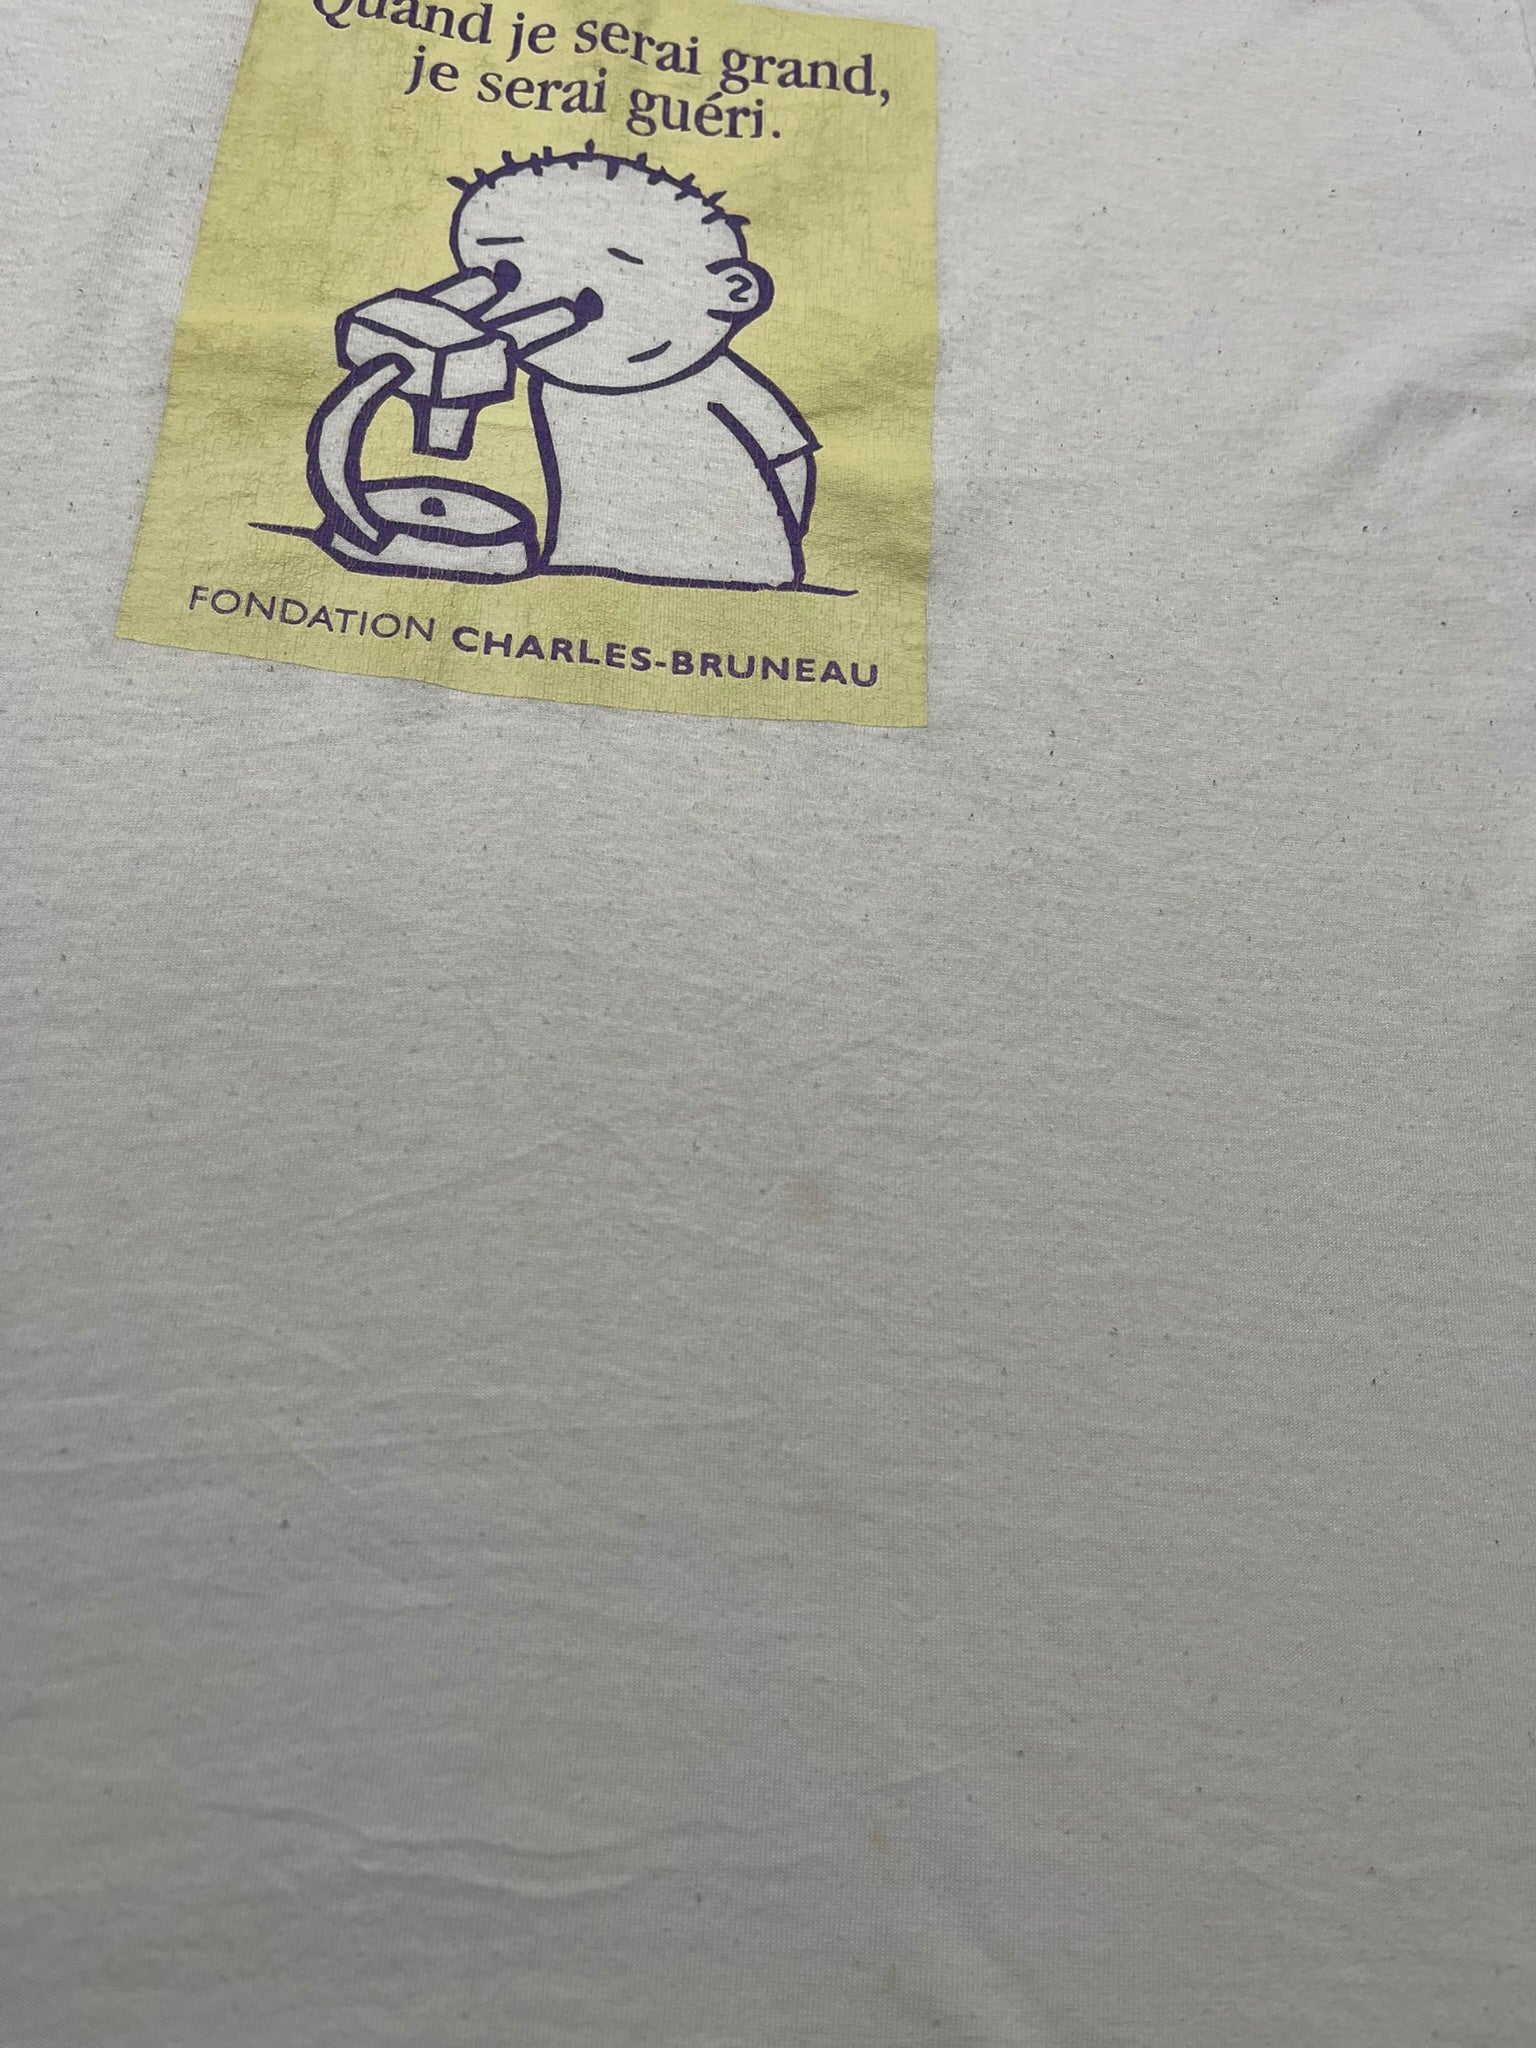 Quand je serai grand,
je serai guéri.
FONDATION CHARLES-BRUNEAU